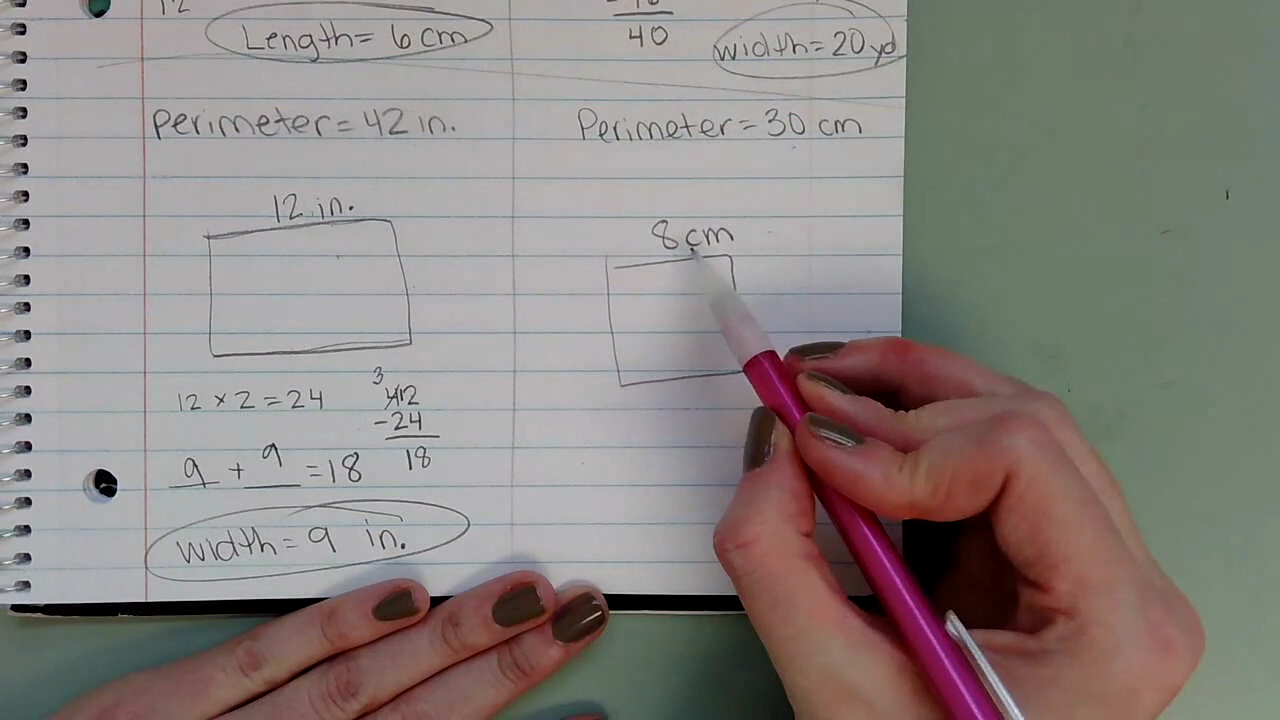 12
Length = 6 cm
40
width = 20 yd
perimeter = 42 in.
Perimeter = 30 cm
12 in.
8 cm
12 × 2 = 24
3
412
-24
18
9 + 9 = 18
width = 9 in.